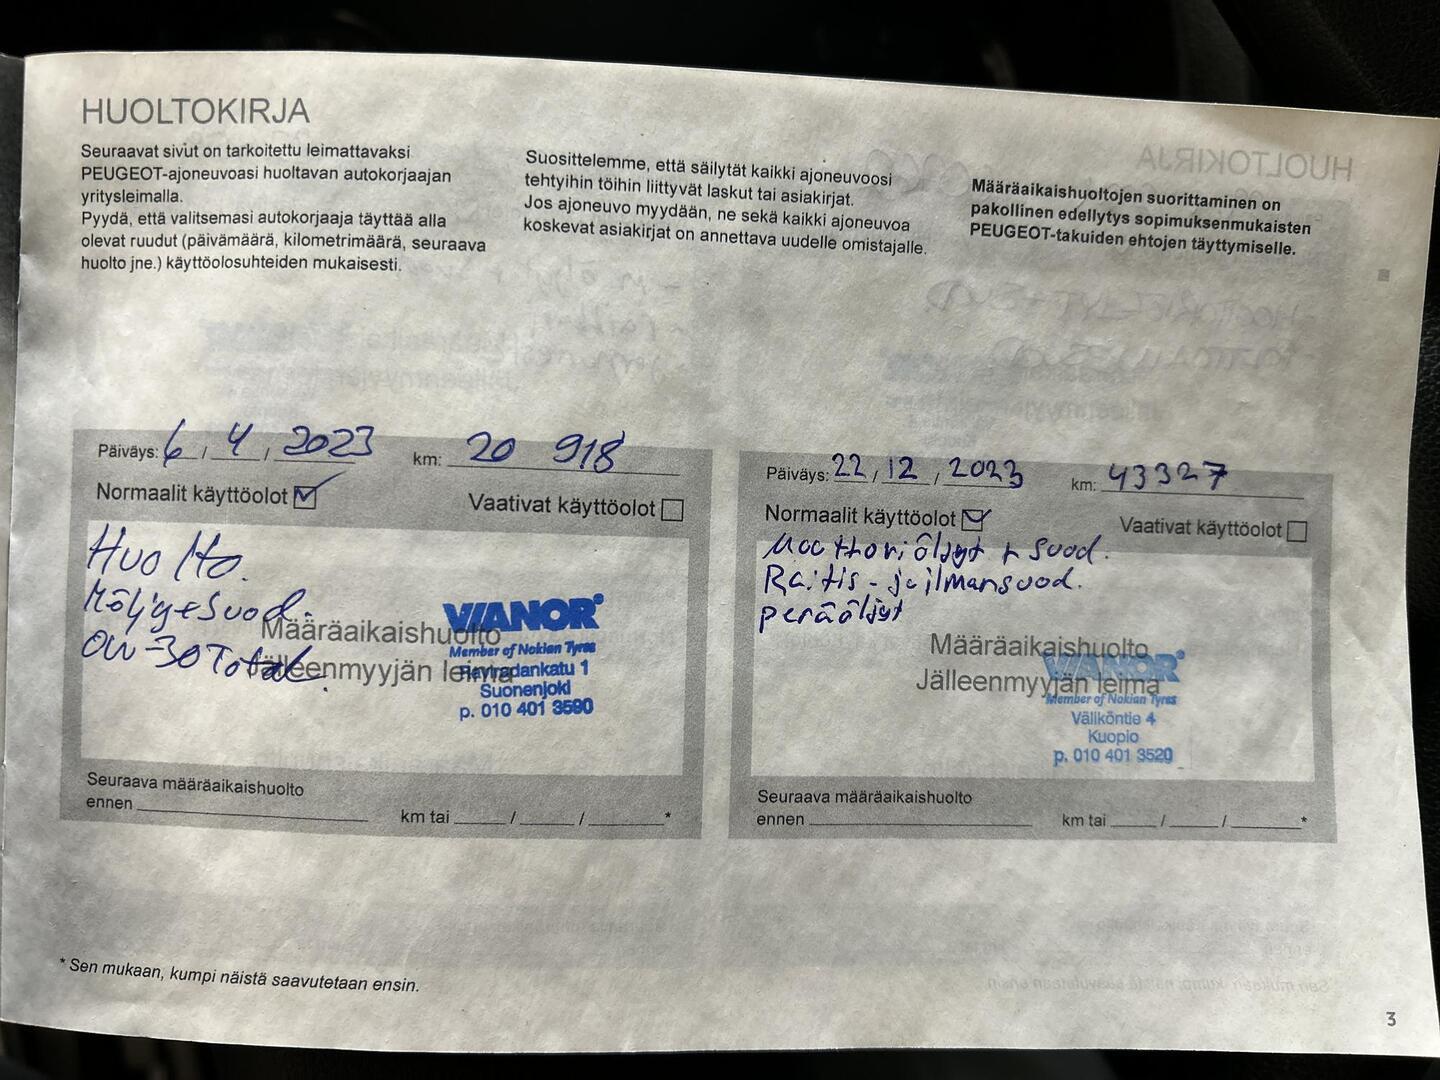 HUOLTOKIRJA
Seuraavat sivut on tarkoitettu leimattavaksi
PEUGEOT-ajoneuvoasi huoltavan autokorjaajan
yritysleimalla.
Pyydä, että valitsemasi autokorjaaja täyttää alla
olevat ruudut (päivämäärä, kilometrimäärä, seuraava
huolto jne.) käyttöolosuhteiden mukaisesti.
Suosittelemme, että säilytät kaikki ajoneuvoosi
tehtyihin töihin liittyvät laskut tai asiakirjat.
Jos ajoneuvo myydään, ne sekä kaikki ajoneuvoa
koskevat asiakirjat on annettava uudelle omistajalle.
Määräaikaishuoltojen suorittaminen on
pakollinen edellytys sopimuksenmukaisten
PEUGEOT-takuiden ehtojen täyttymiselle.
Päiväys: 6 / 4 / 2023 km: 20 918
Normaalit käyttöolot Vaativat käyttöolot
Huolto.
Möljyt+Suod.
0W-30 Total.
Määräaikaishuolto
Jälleenmyyjän leima
VIANOR
Member of Nokian Tyres
Rautradankatu 1
Suonenjoki
p. 010 401 3590
Seuraava määräaikaishuolto
ennen km tai / / *
Päiväys: 22 / 12 / 2023 km: 43327
Normaalit käyttöolot Vaativat käyttöolot
Moottoriöljyt + suod.
Raitis- ja ilmansuod.
peräöljyt
Määräaikaishuolto
Jälleenmyyjän leima
VIANOR
Member of Nokian Tyres
Väliköntie 4
Kuopio
p. 010 401 3520
Seuraava määräaikaishuolto
ennen km tai / / *
* Sen mukaan, kumpi näistä saavutetaan ensin.
3